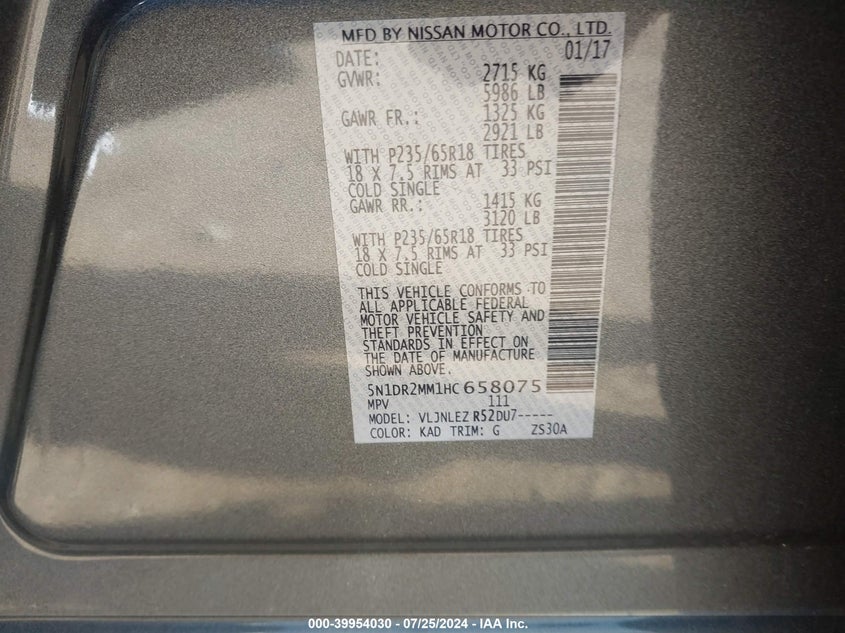 MFD BY NISSAN MOTOR CO., LTD.
DATE: 01/17
GVWR: 2715 KG
5986 LB
GAWR FR.: 1325 KG
2921 LB
WITH P235/65R18 TIRES
18 X 7.5 RIMS AT 33 PSI
COLD SINGLE
GAWR RR.: 1415 KG
3120 LB
WITH P235/65R18 TIRES
18 X 7.5 RIMS AT 33 PSI
COLD SINGLE
THIS VEHICLE CONFORMS TO
ALL APPLICABLE FEDERAL
MOTOR VEHICLE SAFETY AND
THEFT PREVENTION
STANDARDS IN EFFECT ON
THE DATE OF MANUFACTURE
SHOWN ABOVE.
5N1DR2MM1HC658075
MPV 111
MODEL: VLJNLEZ R52DU7-----
COLOR: KAD TRIM: G ZS30A
000-39954030 - 07/25/2024 - IAA Inc.